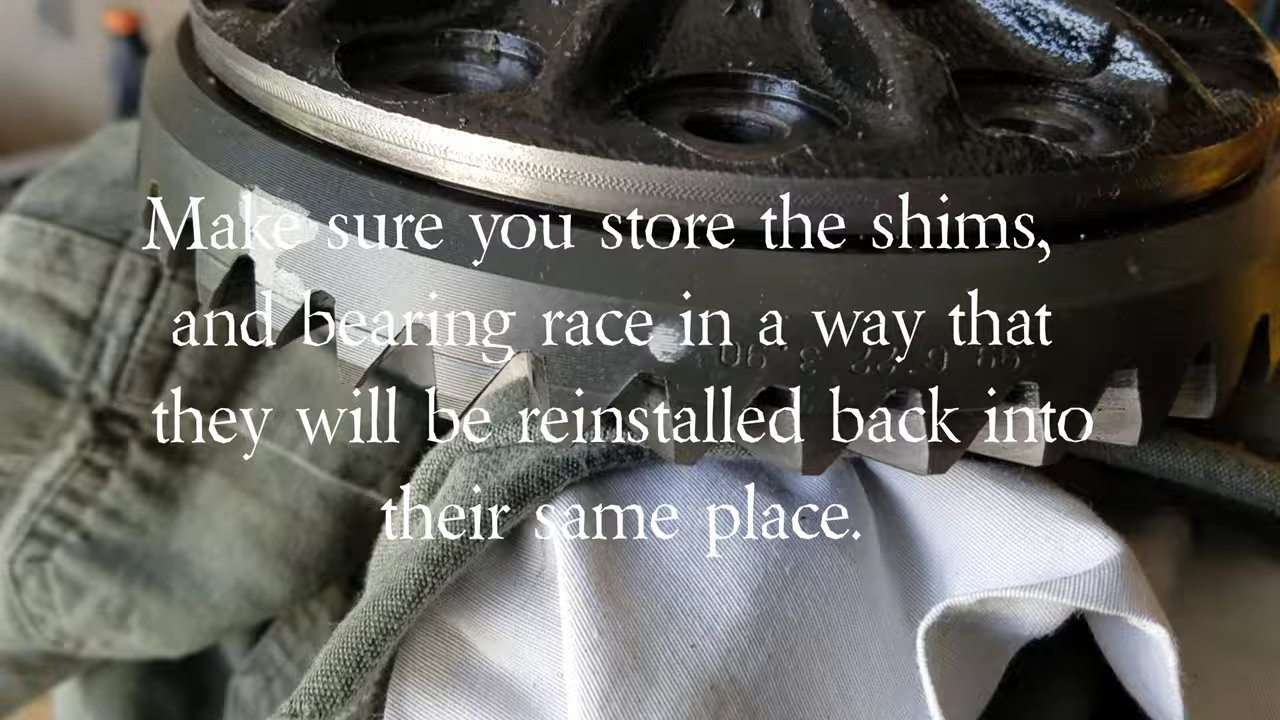 Make sure you store the shims,
and bearing race in a way that
they will be reinstalled back into
their same place.